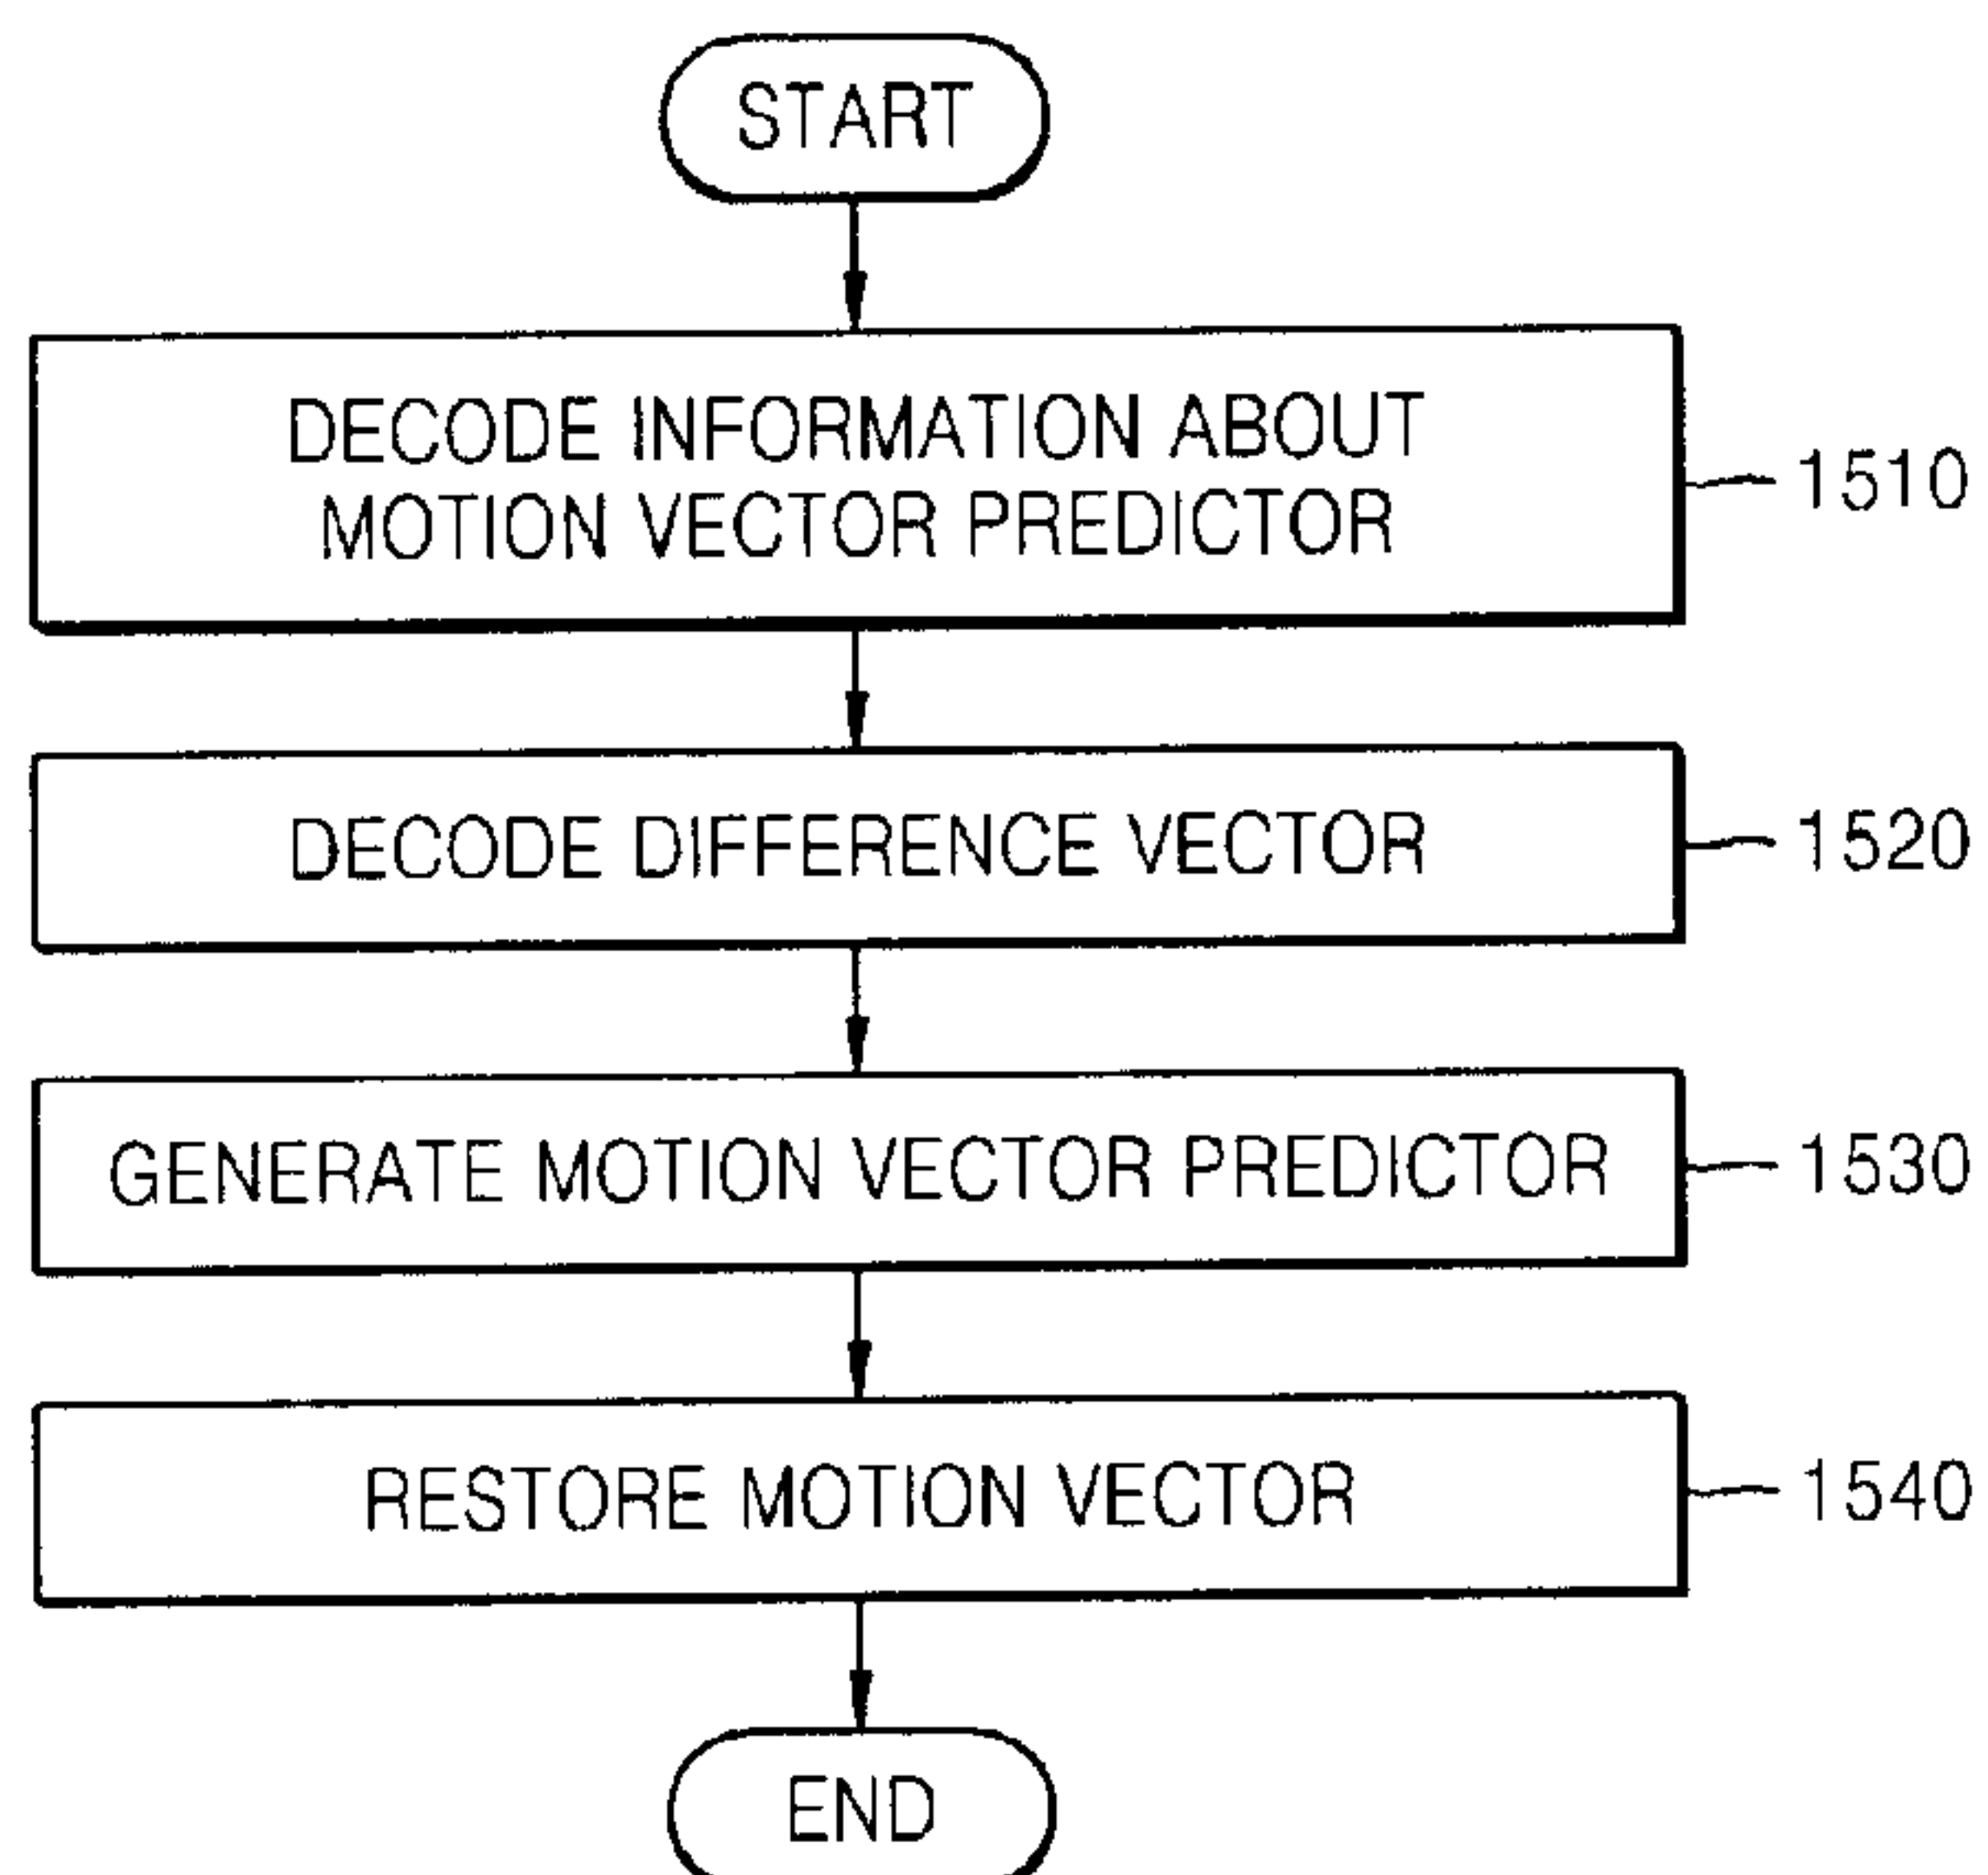 START
DECODE INFORMATION ABOUT
MOTION VECTOR PREDICTOR
1510
DECODE DIFFERENCE VECTOR
1520
GENERATE MOTION VECTOR PREDICTOR
1530
RESTORE MOTION VECTOR
1540
END